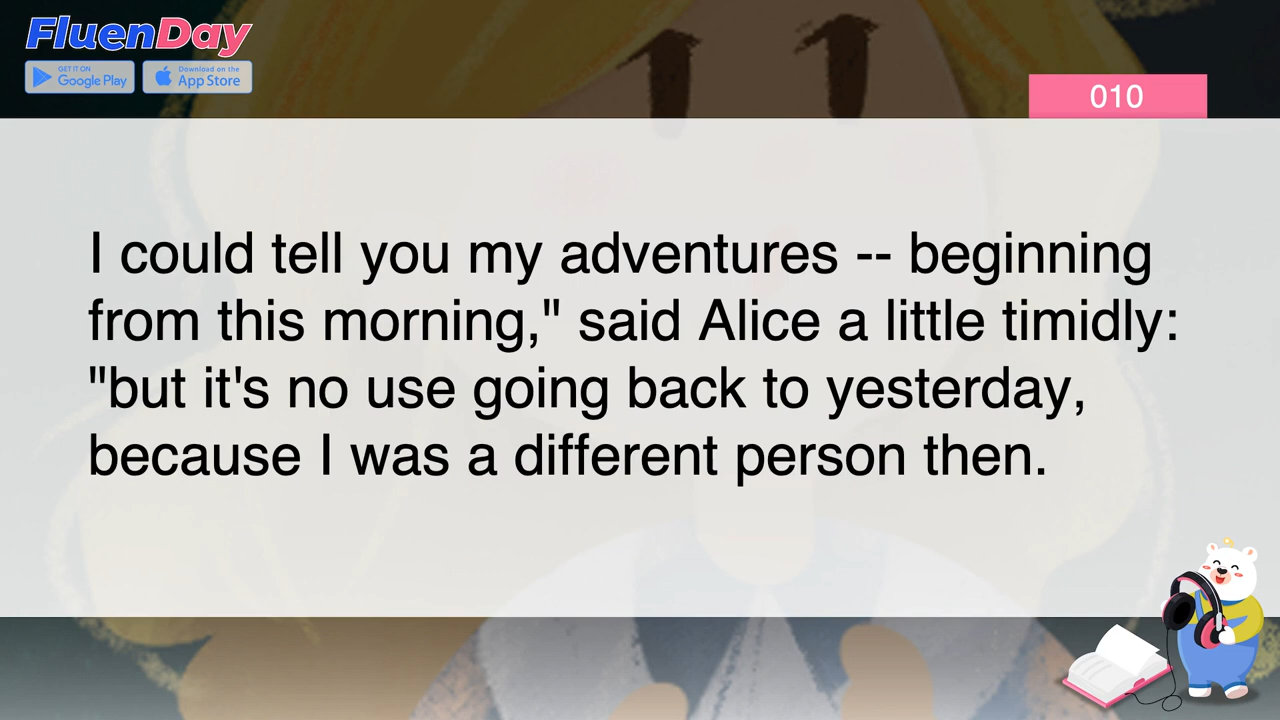 FluenDay
GET IT ON
Google Play
Download on the
App Store
010
I could tell you my adventures -- beginning
from this morning," said Alice a little timidly:
"but it's no use going back to yesterday,
because I was a different person then.